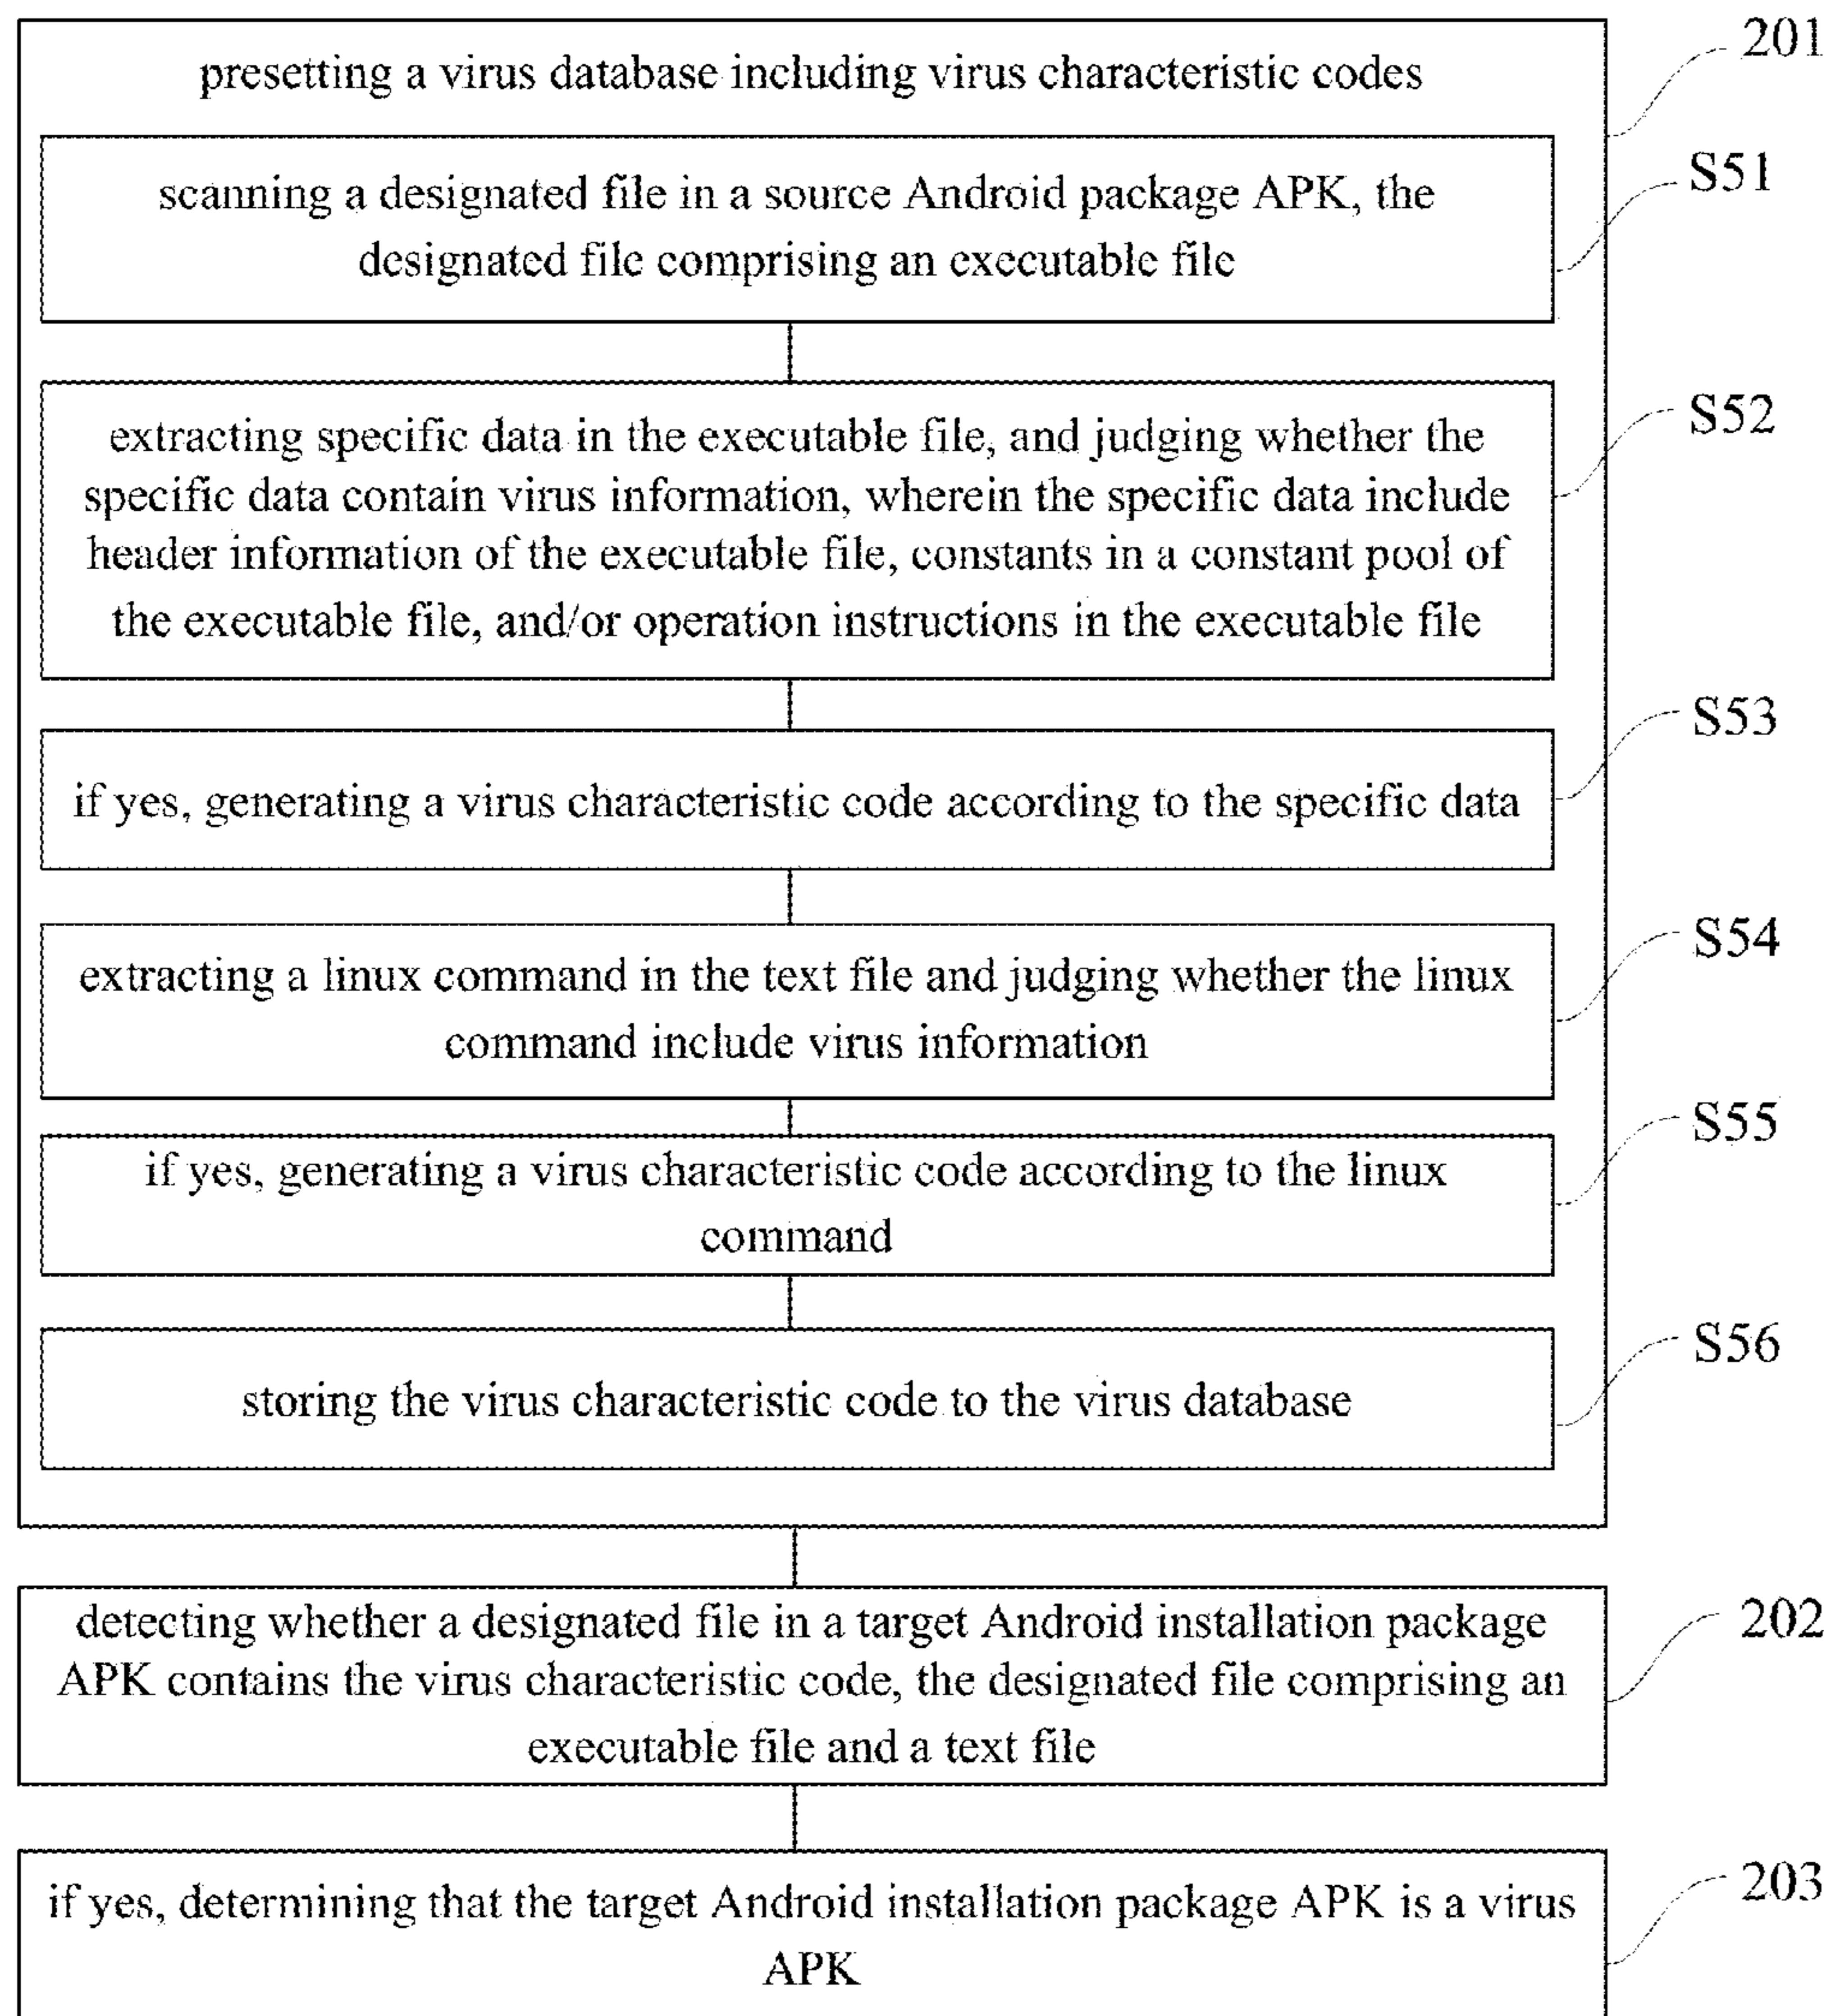 presetting a virus database including virus characteristic codes
201
scanning a designated file in a source Android package APK, the
designated file comprising an executable file
S51
extracting specific data in the executable file, and judging whether the
specific data contain virus information, wherein the specific data include
header information of the executable file, constants in a constant pool of
the executable file, and/or operation instructions in the executable file
S52
if yes, generating a virus characteristic code according to the specific data
S53
extracting a linux command in the text file and judging whether the linux
command include virus information
S54
if yes, generating a virus characteristic code according to the linux
command
S55
storing the virus characteristic code to the virus database
S56
detecting whether a designated file in a target Android installation package
APK contains the virus characteristic code, the designated file comprising an
executable file and a text file
202
if yes, determining that the target Android installation package APK is a virus
APK
203